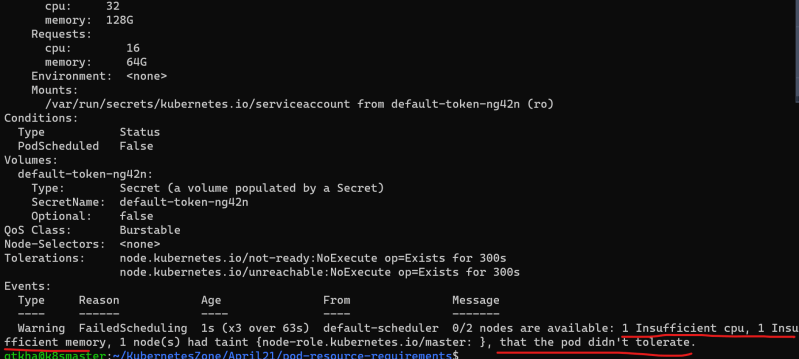 cpu: 32
memory: 128G
Requests:
cpu: 16
memory: 64G
Environment: <none>
Mounts:
/var/run/secrets/kubernetes.io/serviceaccount from default-token-ng42n (ro)
Conditions:
Type Status
PodScheduled False
Volumes:
default-token-ng42n:
Type: Secret (a volume populated by a Secret)
SecretName: default-token-ng42n
Optional: false
QoS Class: Burstable
Node-Selectors: <none>
Tolerations: node.kubernetes.io/not-ready:NoExecute op=Exists for 300s
node.kubernetes.io/unreachable:NoExecute op=Exists for 300s
Events:
Type Reason Age From Message
---- ------ ---- ---- -------
Warning FailedScheduling 1s (x3 over 63s) default-scheduler 0/2 nodes are available: 1 Insufficient cpu, 1 Insu
fficient memory, 1 node(s) had taint {node-role.kubernetes.io/master: }, that the pod didn't tolerate.
qtkha@k8smaster:~/KubernetesZone/April21/pod-resource-requirements$